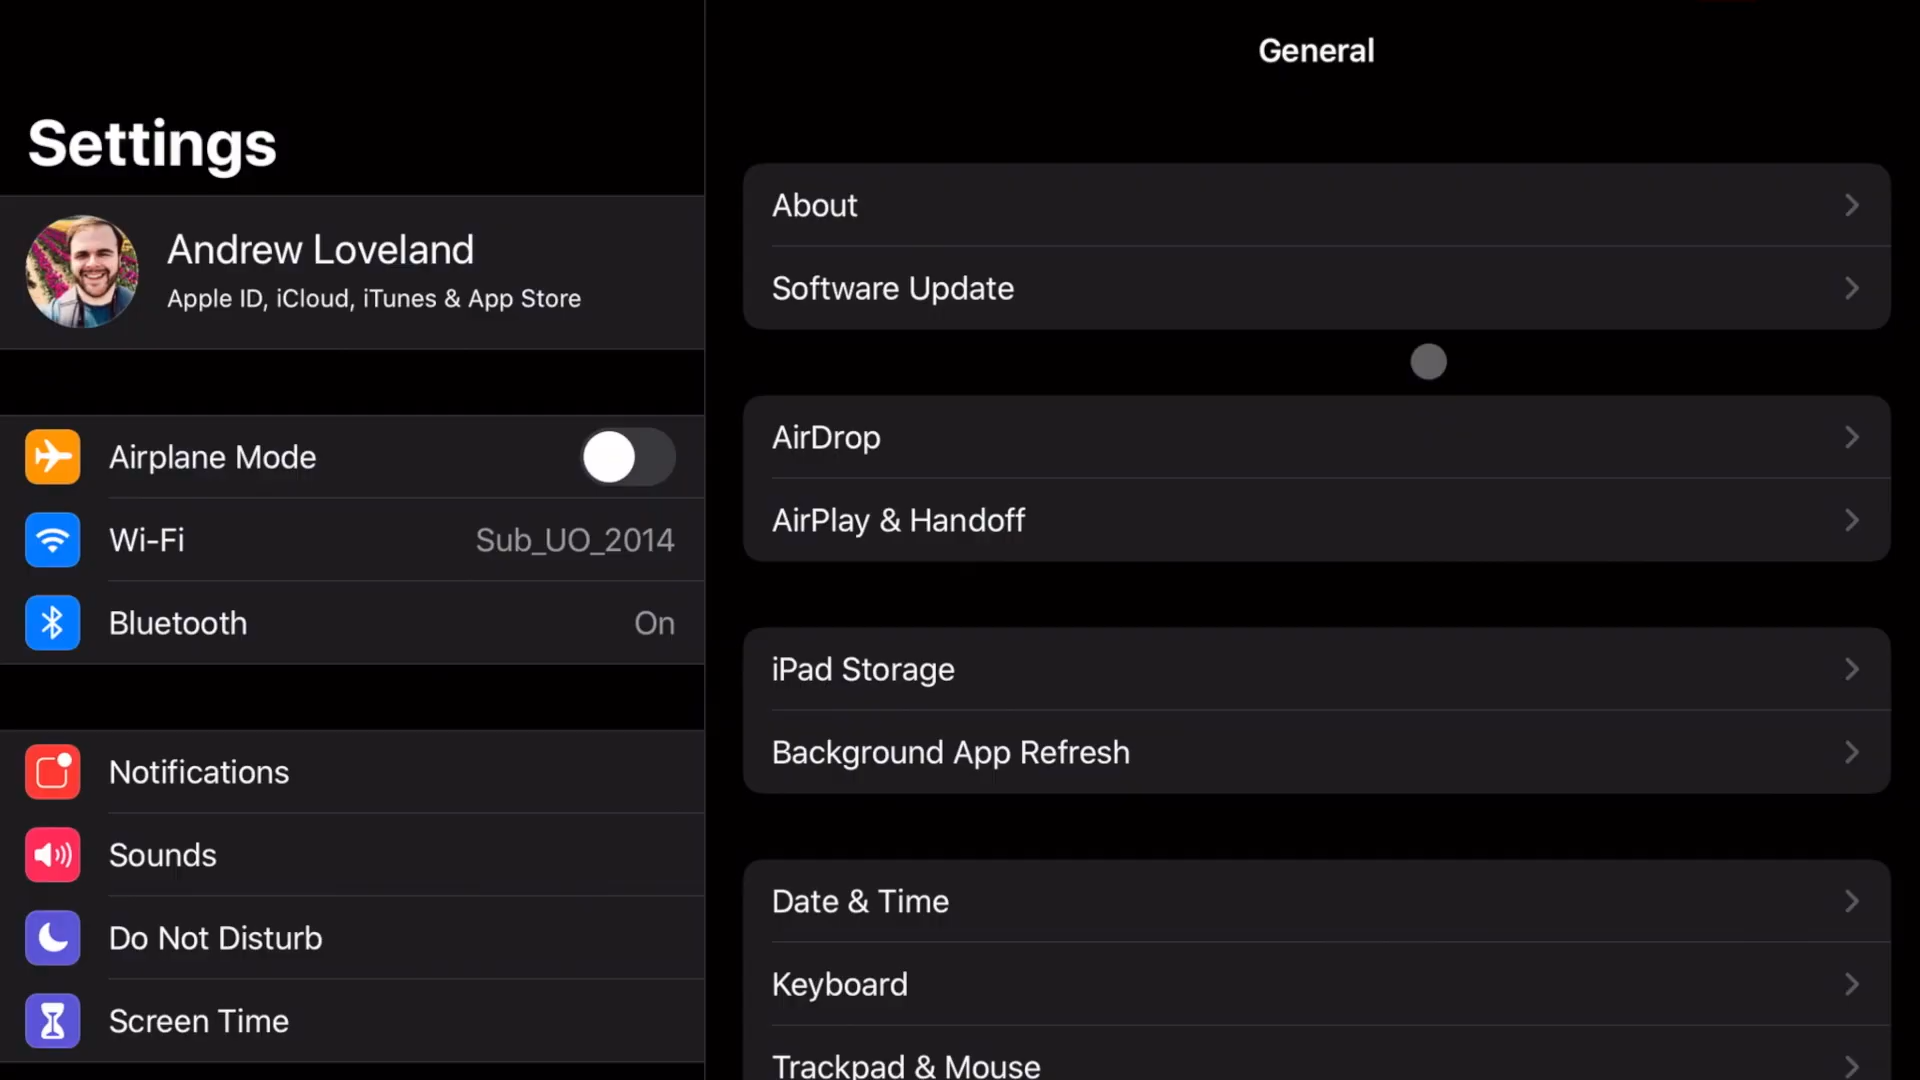 Settings
Andrew Loveland
Apple ID, iCloud, iTunes & App Store
Airplane Mode
Wi-Fi Sub_UO_2014
Bluetooth On
Notifications
Sounds
Do Not Disturb
Screen Time
General
About
Software Update
AirDrop
AirPlay & Handoff
iPad Storage
Background App Refresh
Date & Time
Keyboard
Trackpad & Mouse